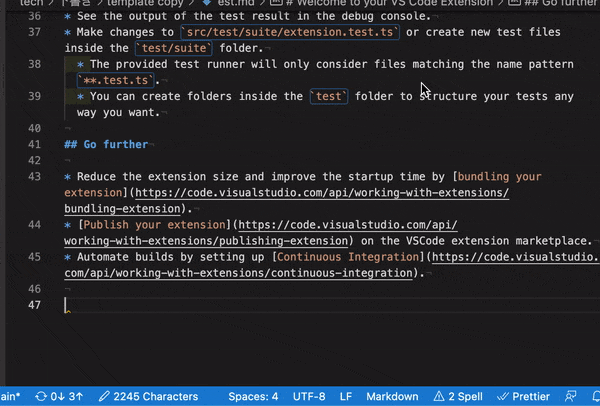 tech > 下書き > template copy > est.md > # Welcome to your VS Code Extension > ## Go further
36 * See the output of the test result in the debug console.
37 * Make changes to `src/test/suite/extension.test.ts` or create new test files
inside the `test/suite` folder.
38 * The provided test runner will only consider files matching the name pattern
`**.test.ts`.
39 * You can create folders inside the `test` folder to structure your tests any
way you want.
40
41 ## Go further
42
43 * Reduce the extension size and improve the startup time by [bundling your
extension](https://code.visualstudio.com/api/working-with-extensions/
bundling-extension).
44 * [Publish your extension](https://code.visualstudio.com/api/
working-with-extensions/publishing-extension) on the VSCode extension marketplace.
45 * Automate builds by setting up [Continuous Integration](https://code.visualstudio.
com/api/working-with-extensions/continuous-integration).
46
47
ain* 0↓ 3↑ 2245 Characters Spaces: 4 UTF-8 LF Markdown 2 Spell Prettier